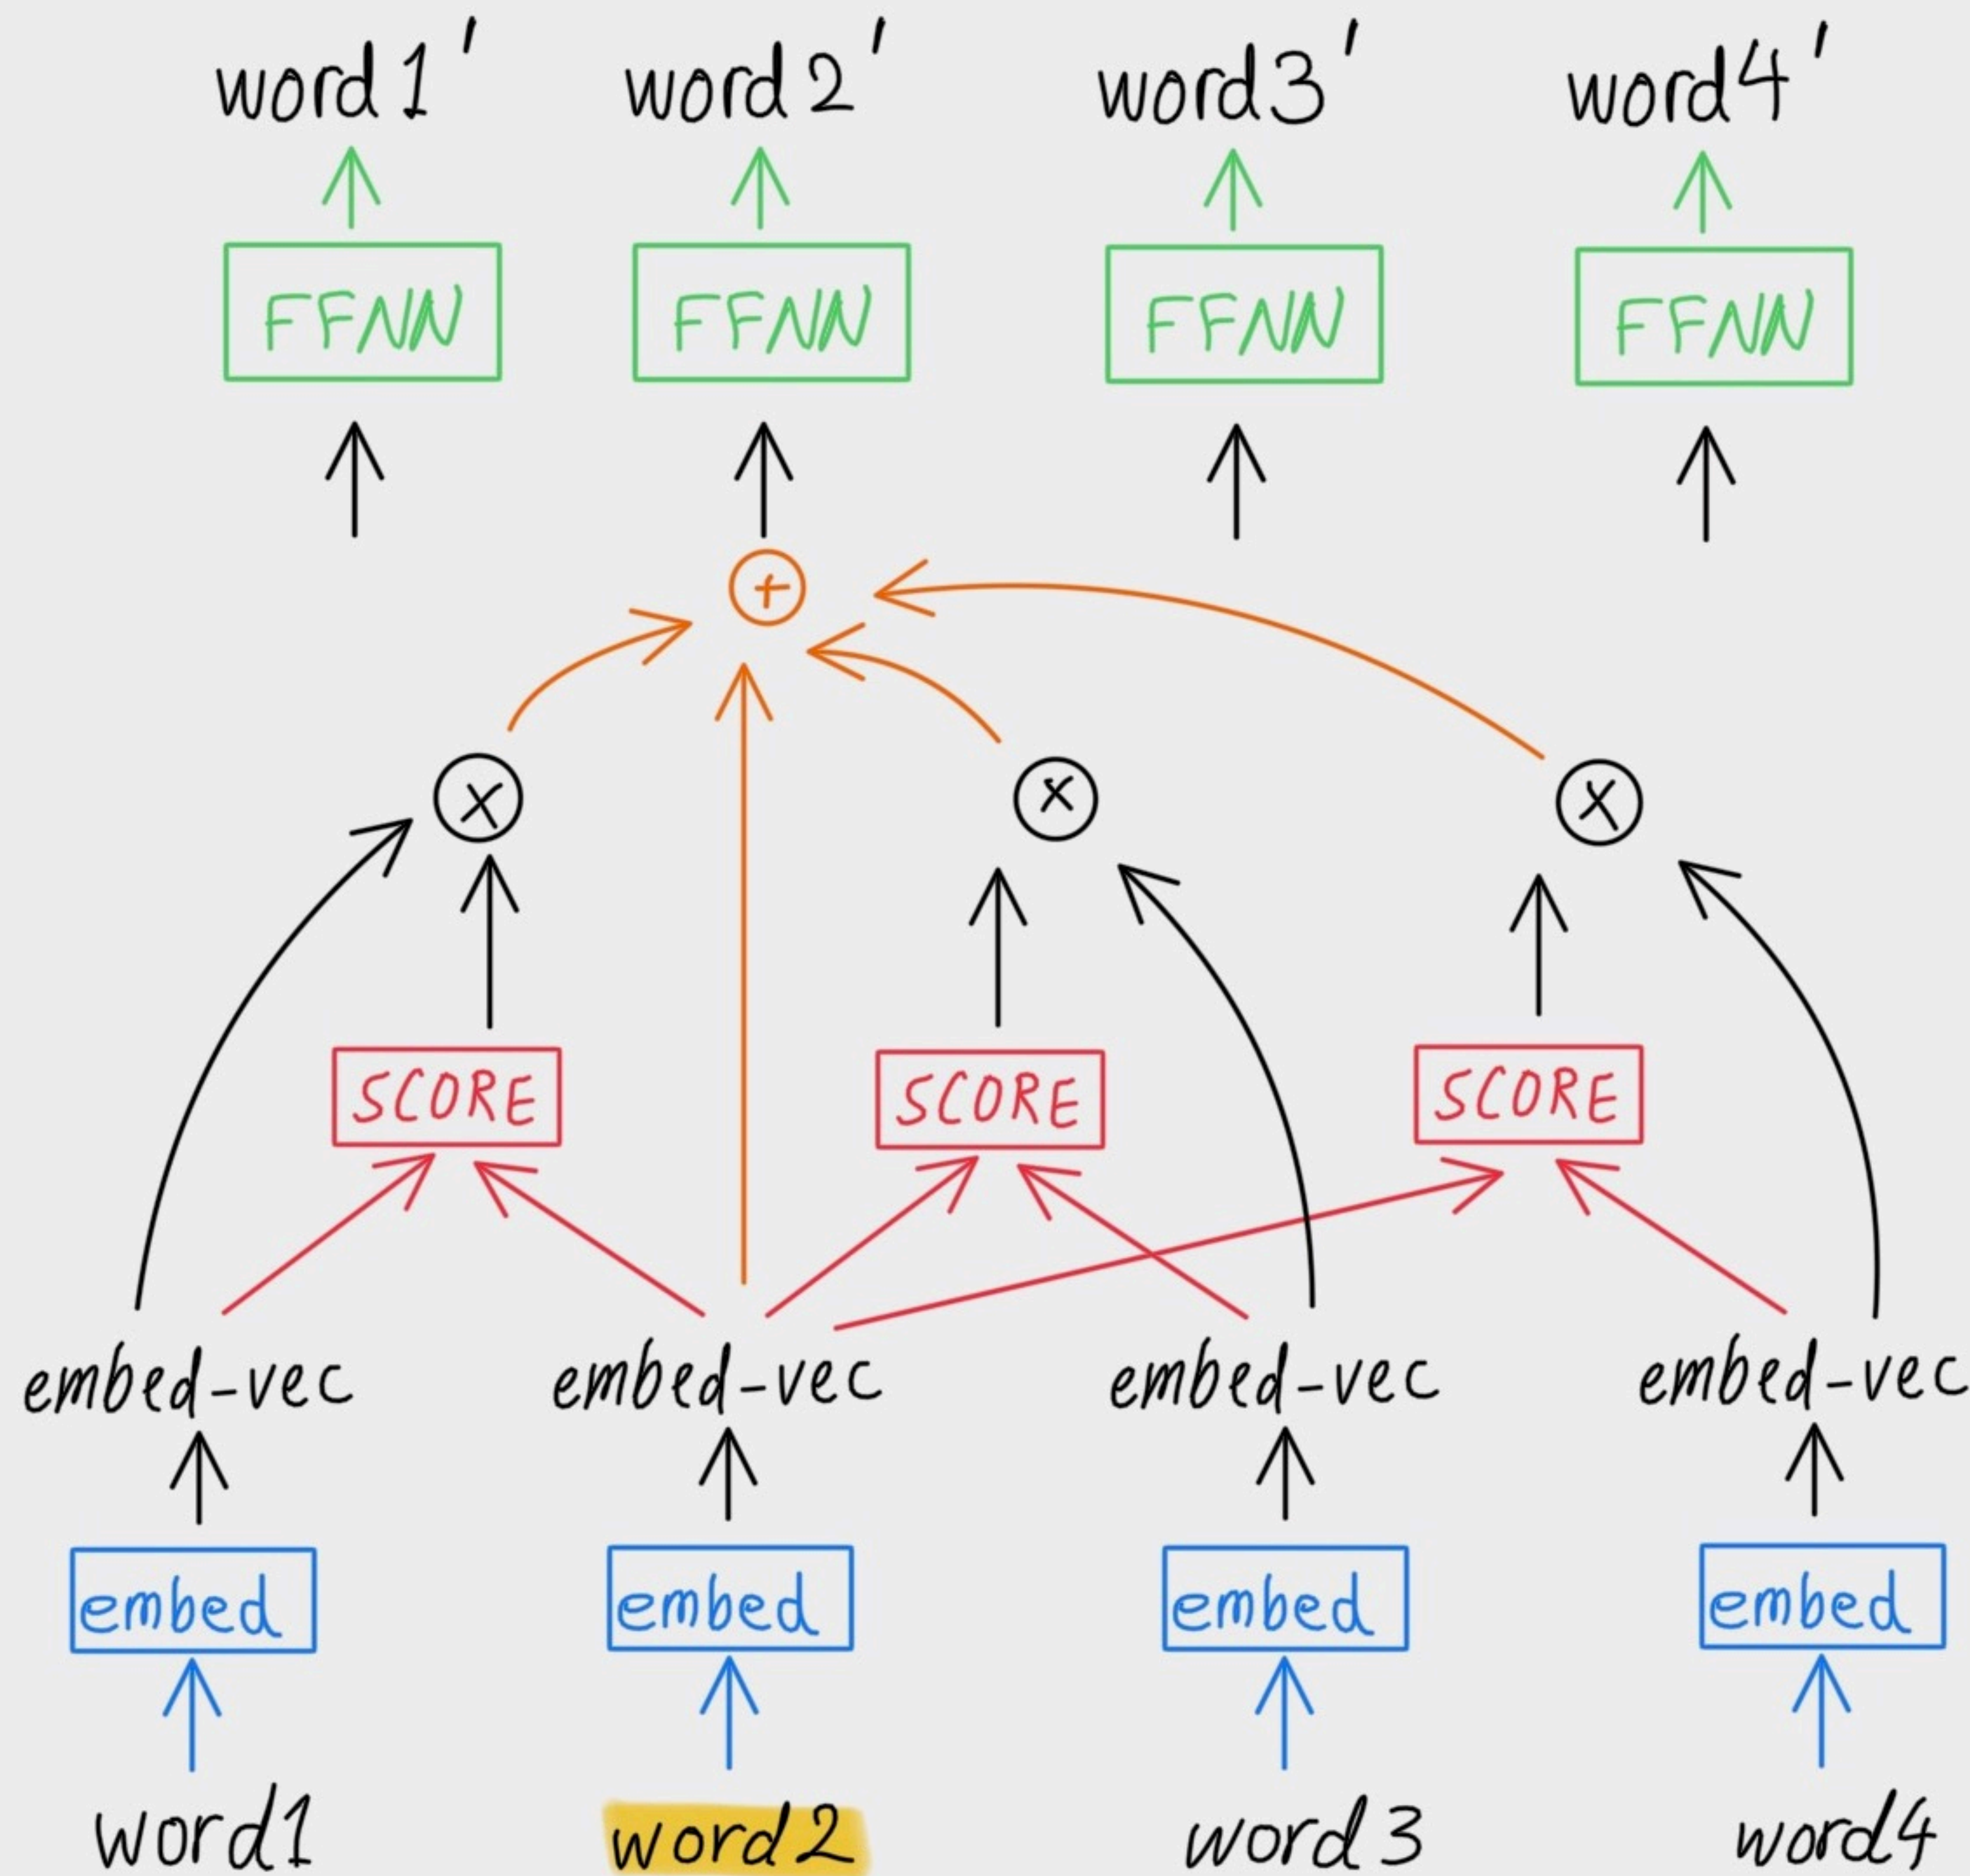 word1' word2' word3' word4'
FFNN FFNN FFNN FFNN
+
x x x
SCORE SCORE SCORE
embed-vec embed-vec embed-vec embed-vec
embed embed embed embed
word1 word2 word3 word4